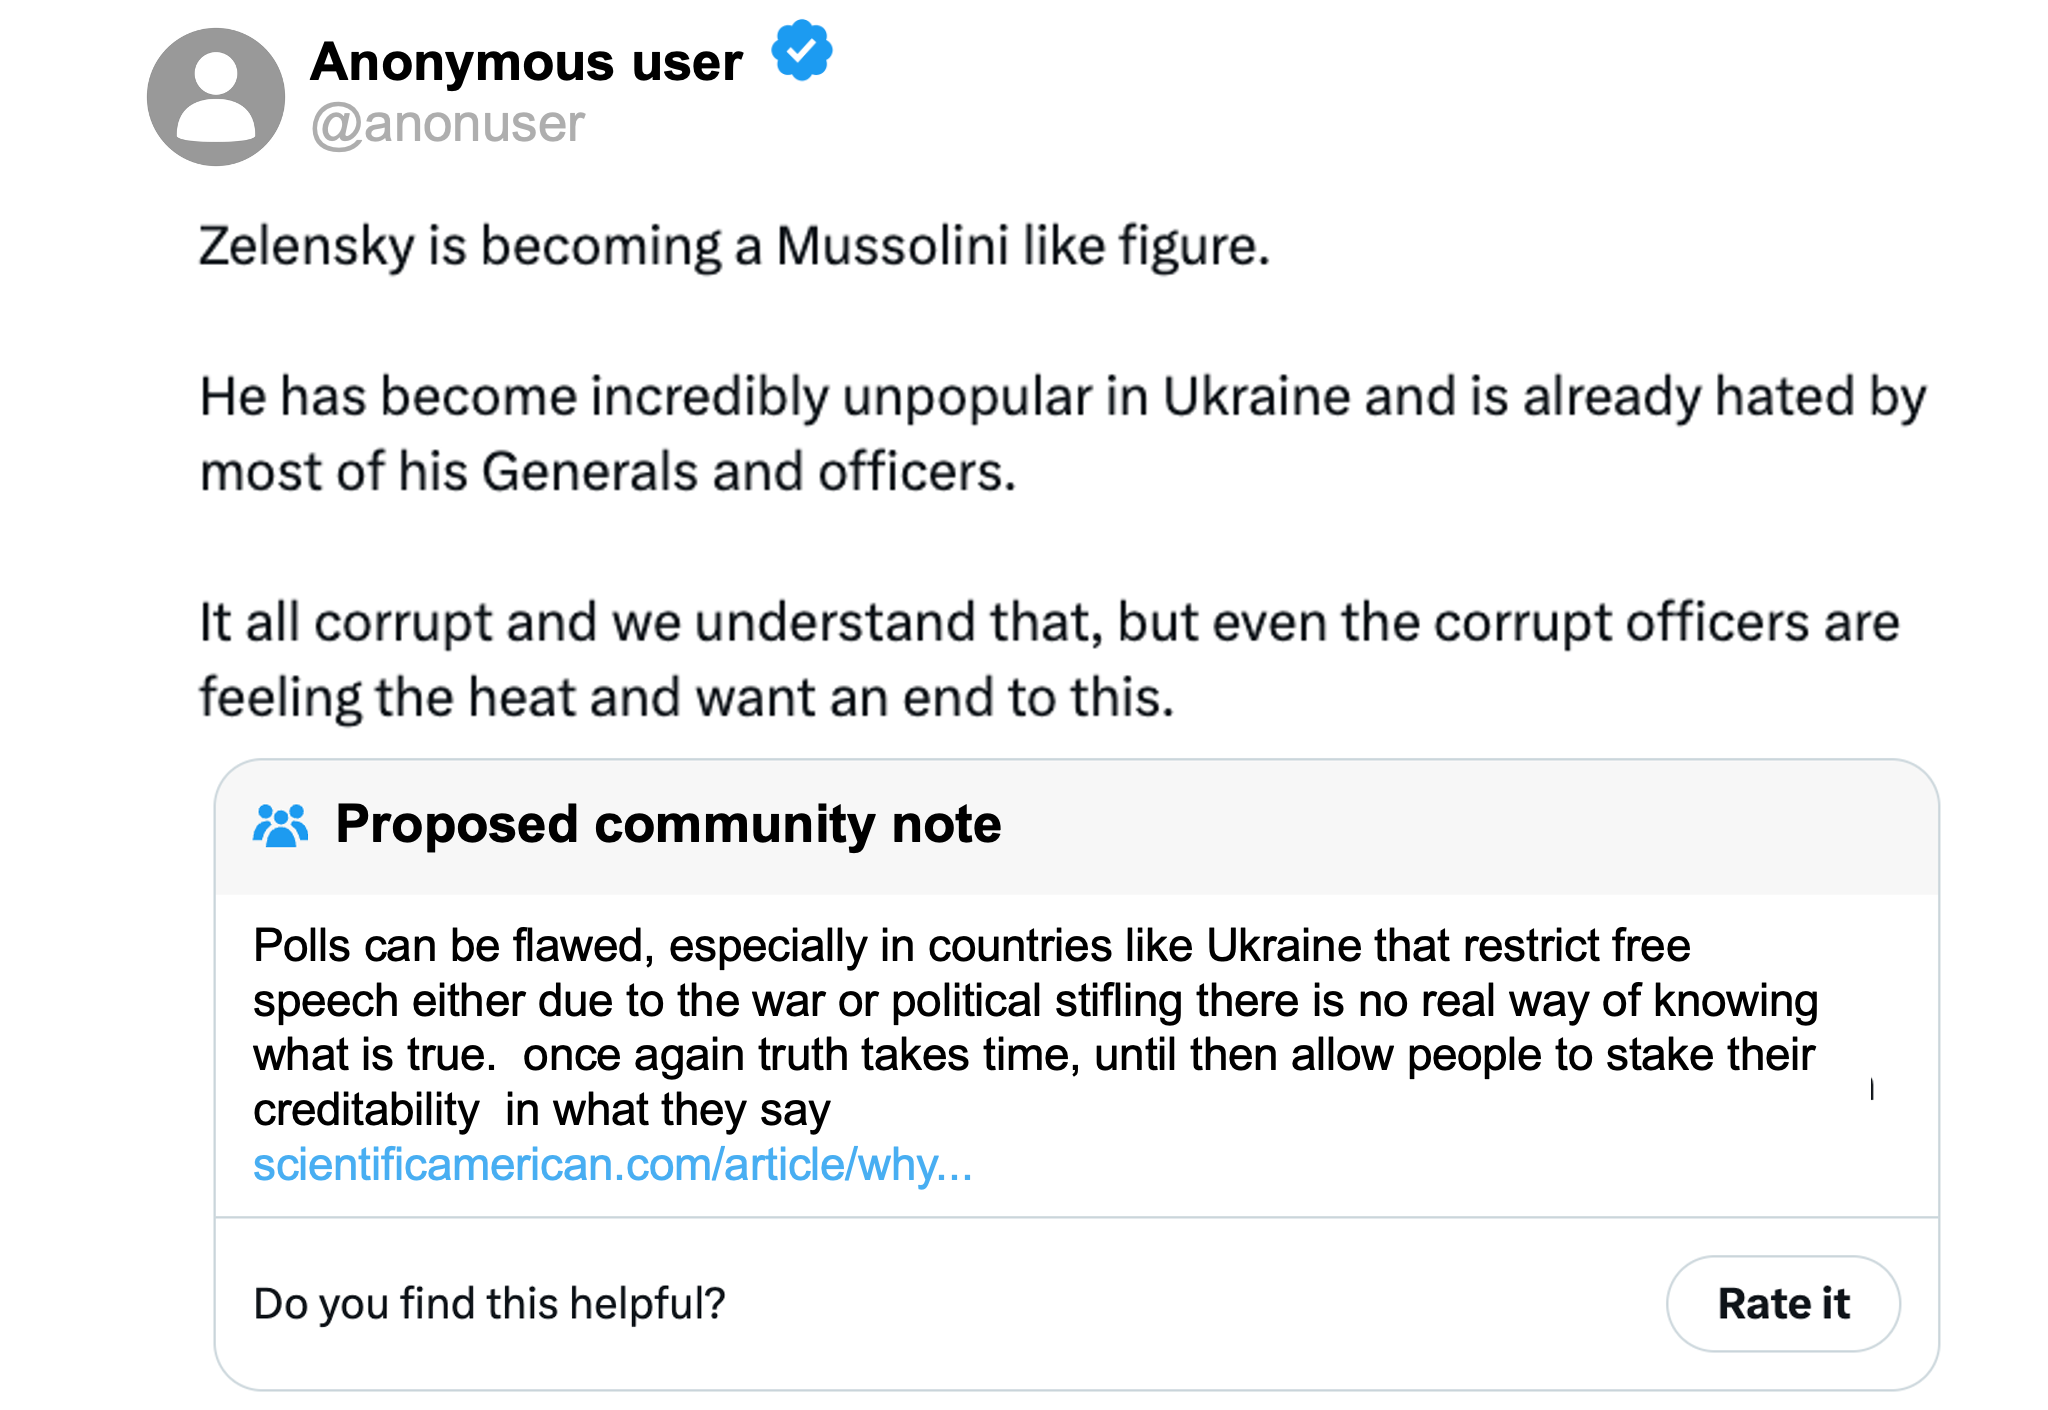 Anonymous user
@anonuser
Zelensky is becoming a Mussolini like figure.
He has become incredibly unpopular in Ukraine and is already hated by
most of his Generals and officers.
It all corrupt and we understand that, but even the corrupt officers are
feeling the heat and want an end to this.
Proposed community note
Polls can be flawed, especially in countries like Ukraine that restrict free
speech either due to the war or political stifling there is no real way of knowing
what is true.  once again truth takes time, until then allow people to stake their
creditability  in what they say
scientificamerican.com/article/why...
Do you find this helpful?
Rate it